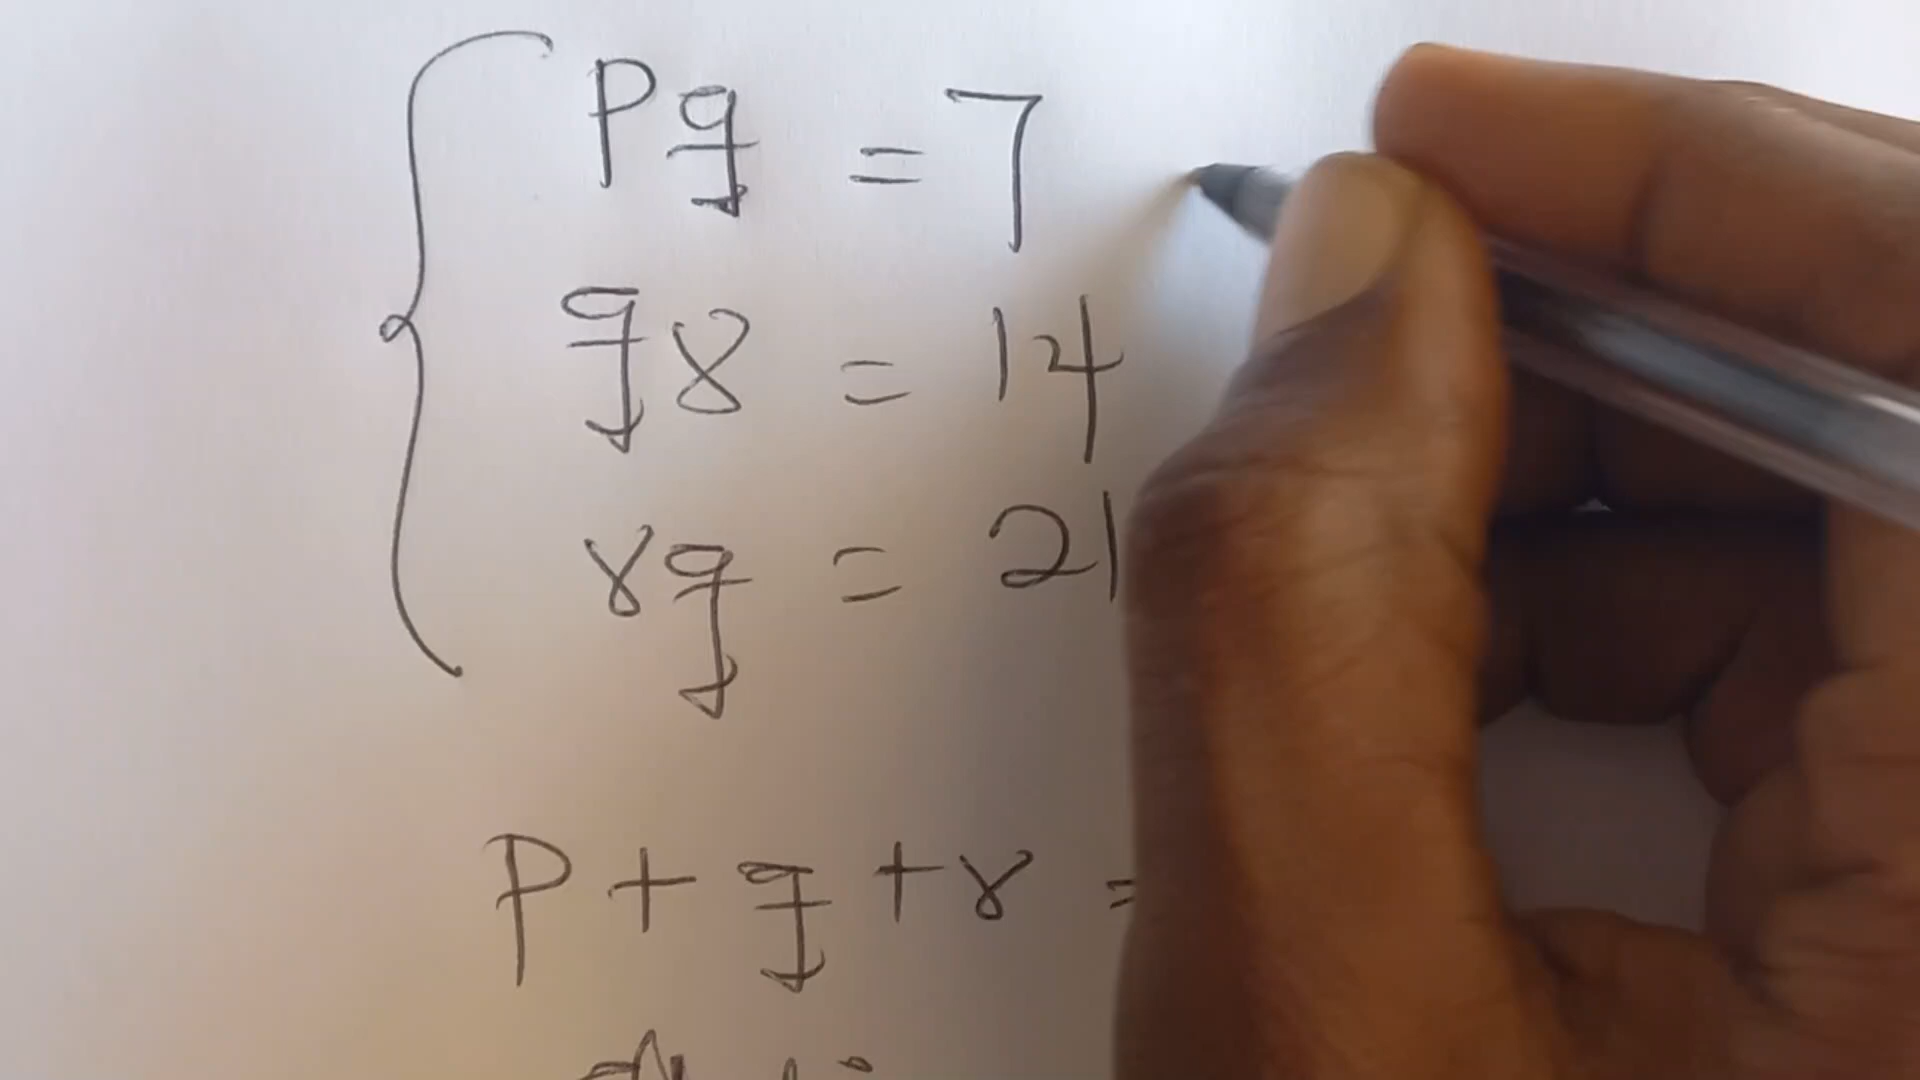 Pq = 7
qr = 14
rq = 21
P + q + r =